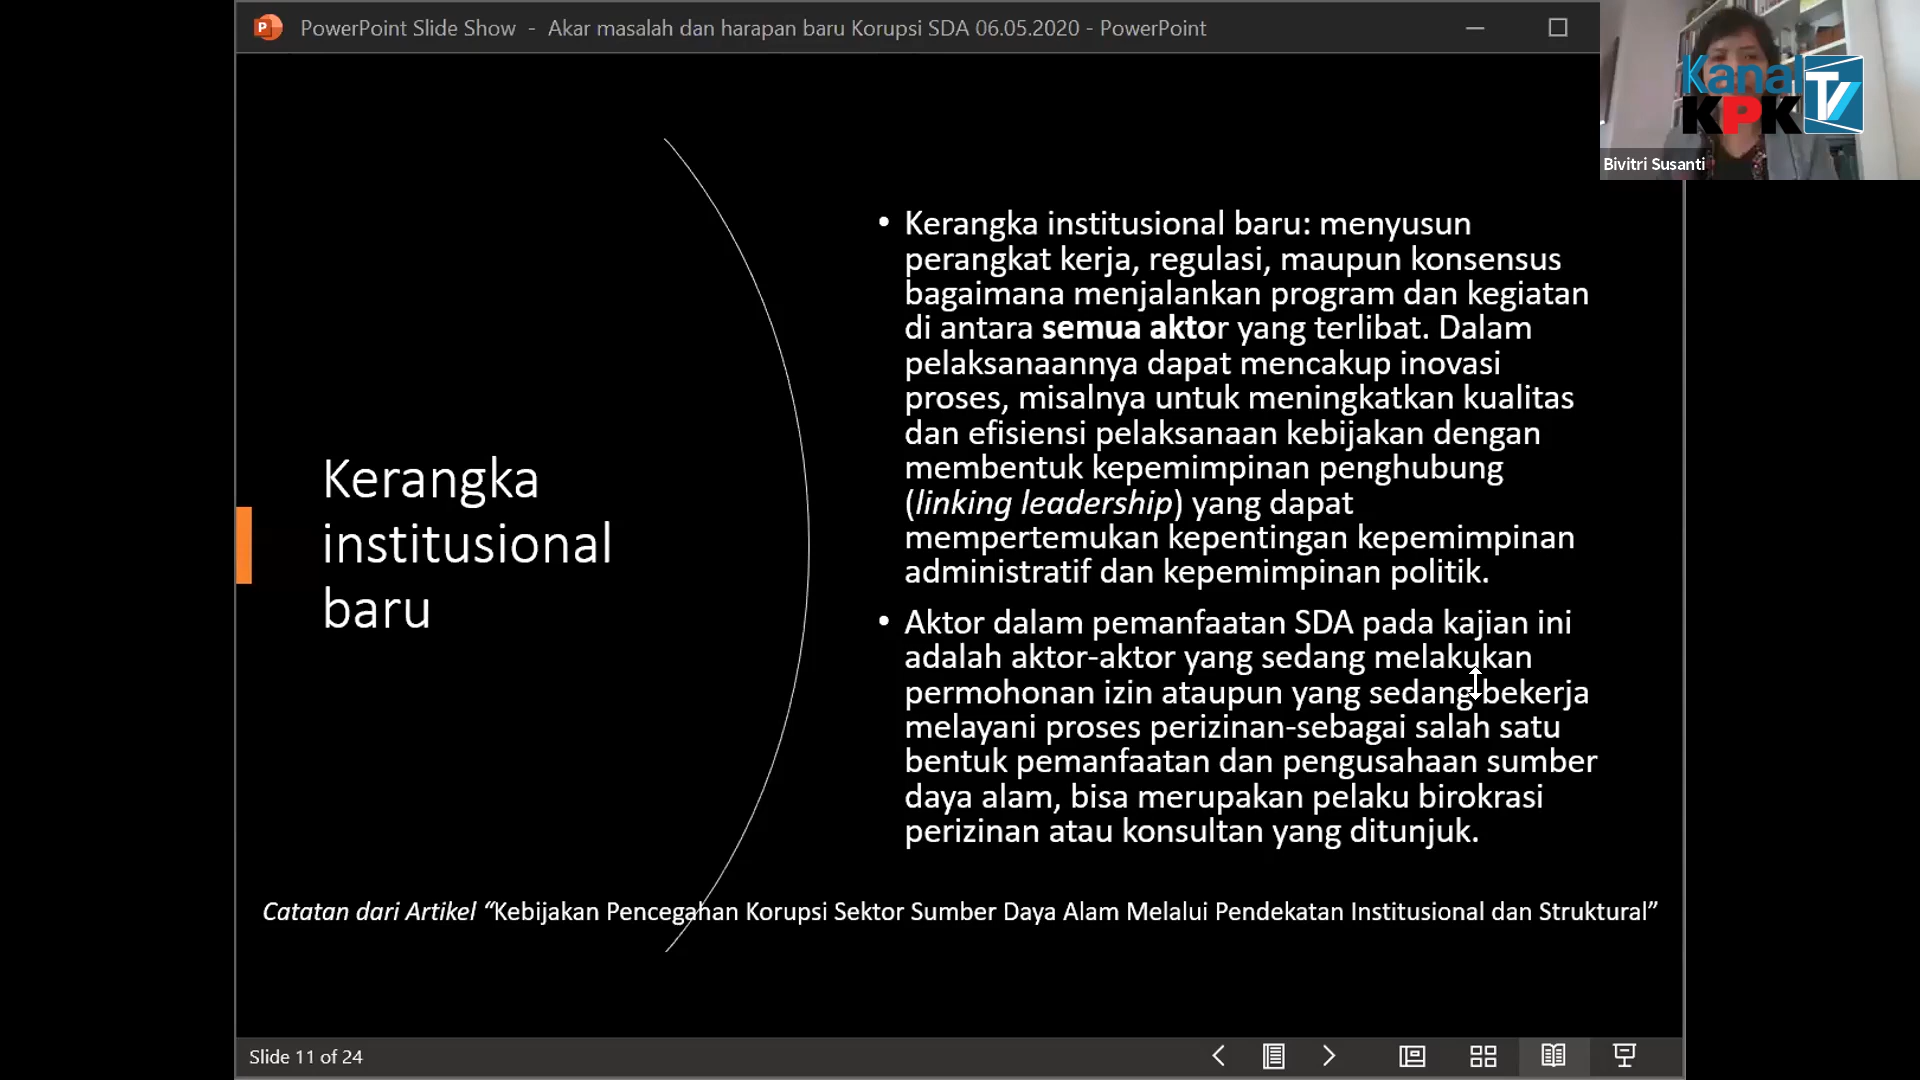 PowerPoint Slide Show - Akar masalah dan harapan baru Korupsi SDA 06.05.2020 - PowerPoint
Kanal
KPK TV
Bivitri Susanti
Kerangka
institusional
baru
• Kerangka institusional baru: menyusun
perangkat kerja, regulasi, maupun konsensus
bagaimana menjalankan program dan kegiatan
di antara semua aktor yang terlibat. Dalam
pelaksanaannya dapat mencakup inovasi
proses, misalnya untuk meningkatkan kualitas
dan efisiensi pelaksanaan kebijakan dengan
membentuk kepemimpinan penghubung
(linking leadership) yang dapat
mempertemukan kepentingan kepemimpinan
administratif dan kepemimpinan politik.
• Aktor dalam pemanfaatan SDA pada kajian ini
adalah aktor-aktor yang sedang melakukan
permohonan izin ataupun yang sedang bekerja
melayani proses perizinan-sebagai salah satu
bentuk pemanfaatan dan pengusahaan sumber
daya alam, bisa merupakan pelaku birokrasi
perizinan atau konsultan yang ditunjuk.
Catatan dari Artikel “Kebijakan Pencegahan Korupsi Sektor Sumber Daya Alam Melalui Pendekatan Institusional dan Struktural”
Slide 11 of 24